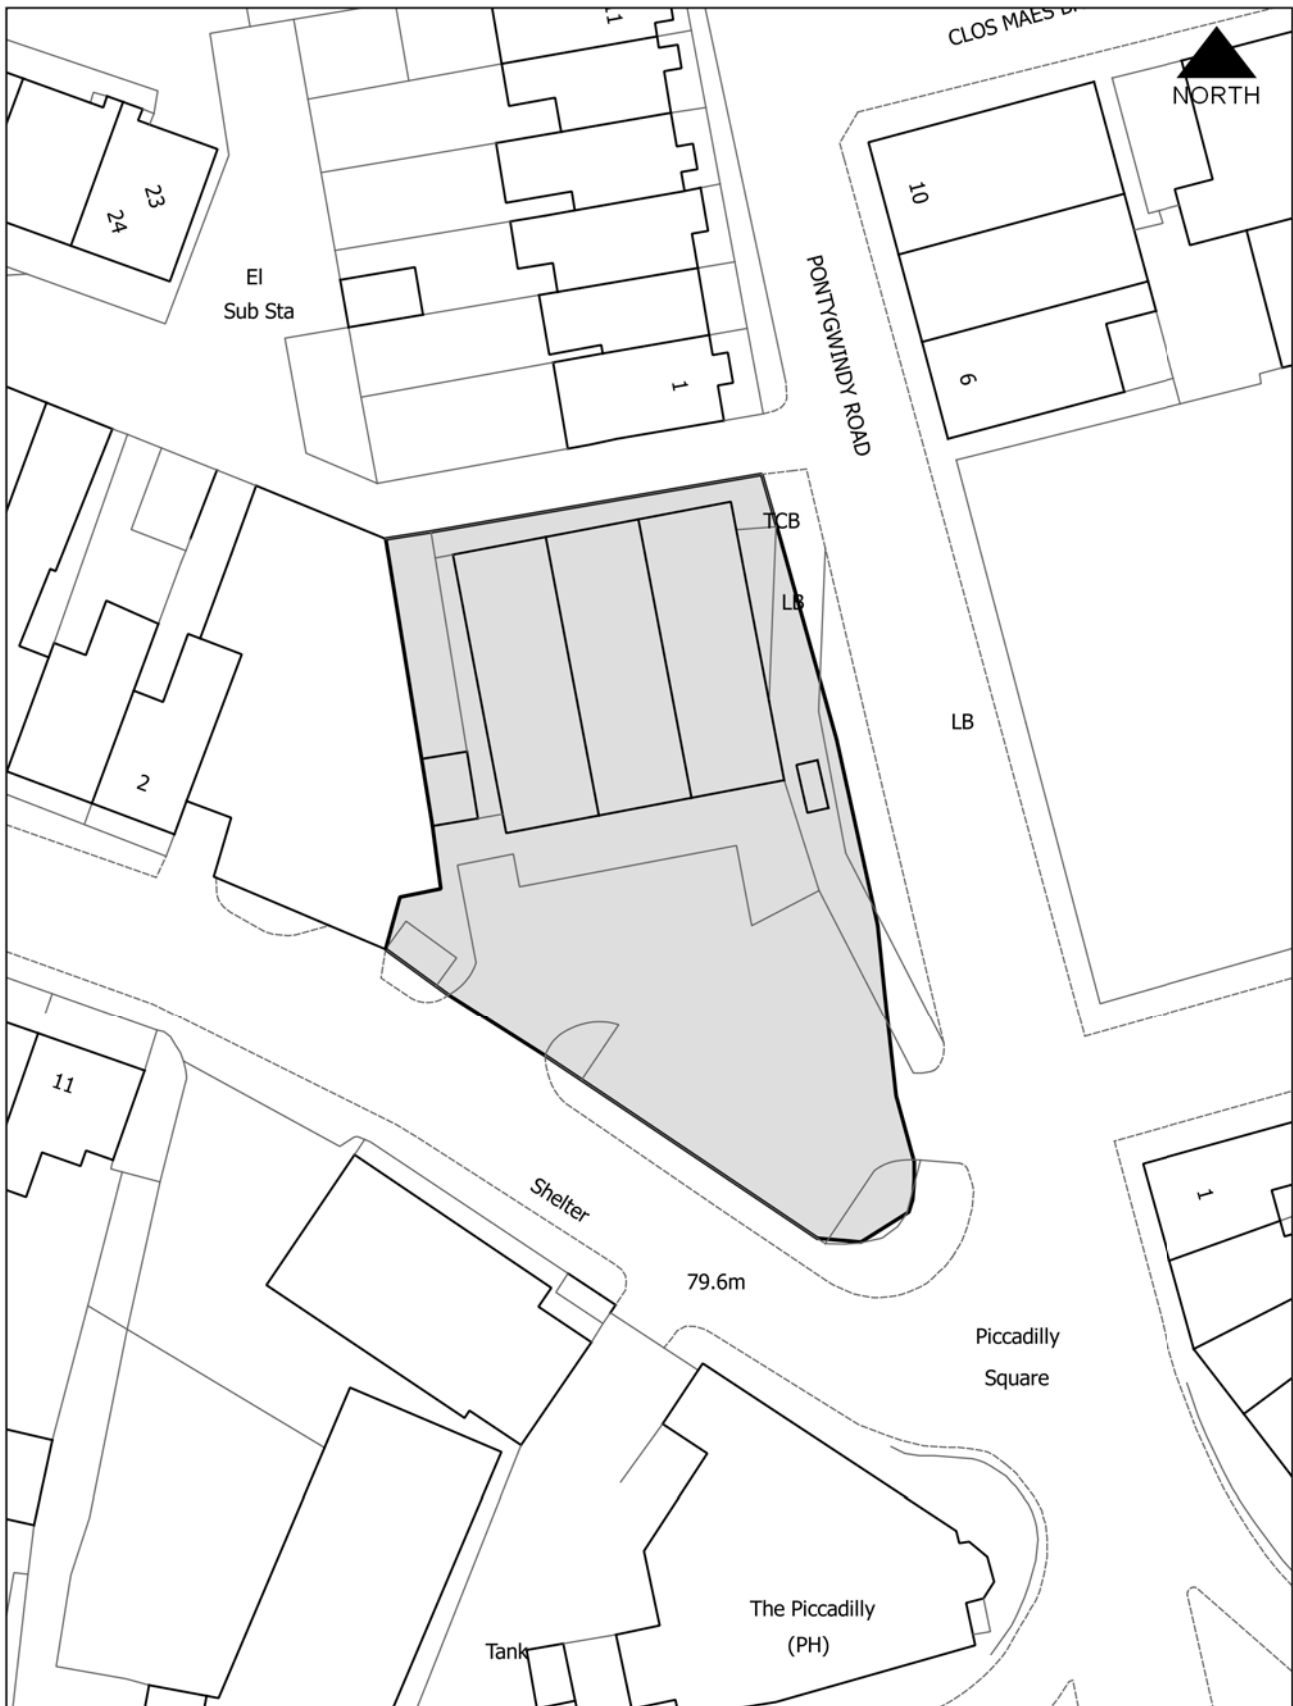 11
CLOS MAES
NORTH
23
24
10
El
Sub Sta
PONTYGWINDY ROAD
1
6
TCB
LB
LB
2
11
Shelter
1
79.6m
Piccadilly
Square
The Piccadilly
(PH)
Tank